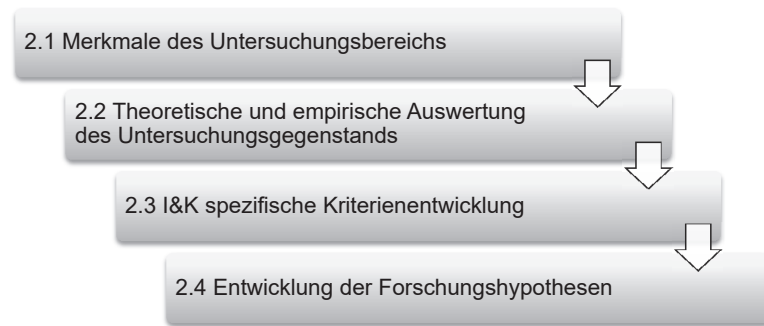 2.1 Merkmale des Untersuchungsbereichs
2.2 Theoretische und empirische Auswertung
des Untersuchungsgegenstands
2.3 I&K spezifische Kriterienentwicklung
2.4 Entwicklung der Forschungshypothesen